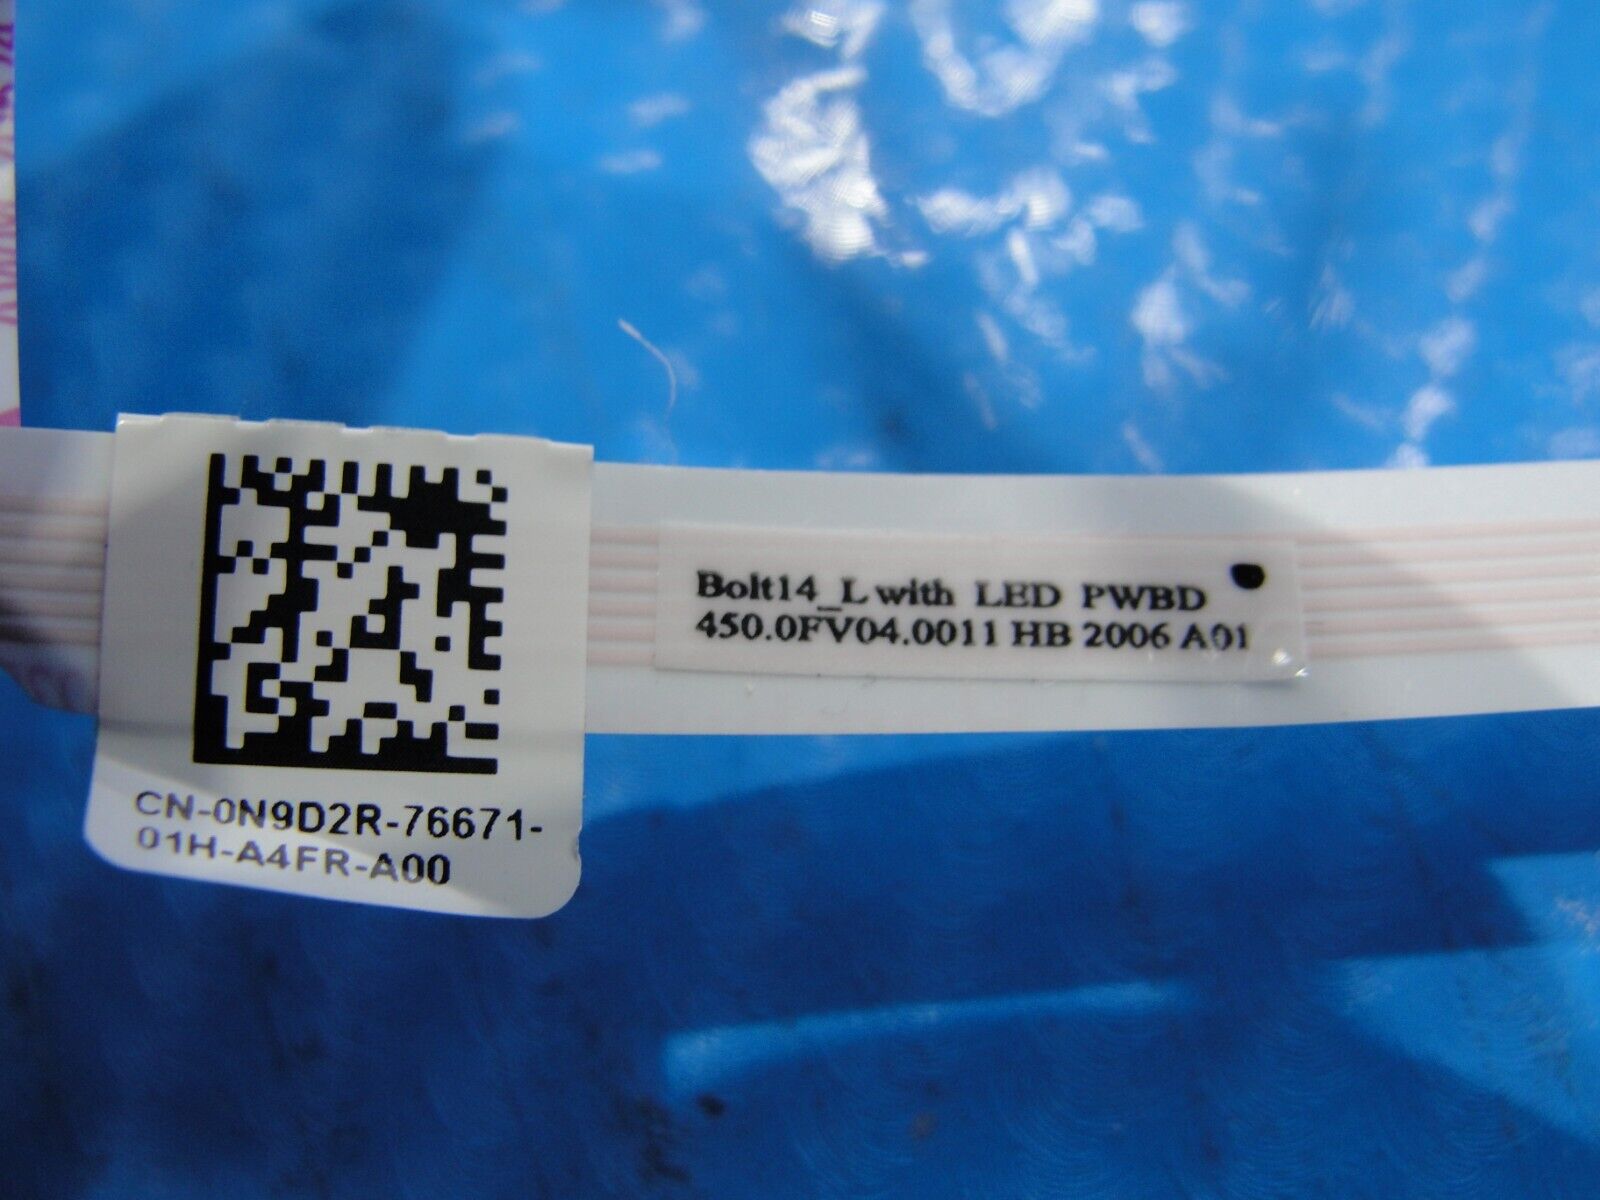 CN-0N9D2R-76671-
01H-A4FR-A00
Bolt14_L with LED PWBD
450.0FV04.0011 HB 2006 A01